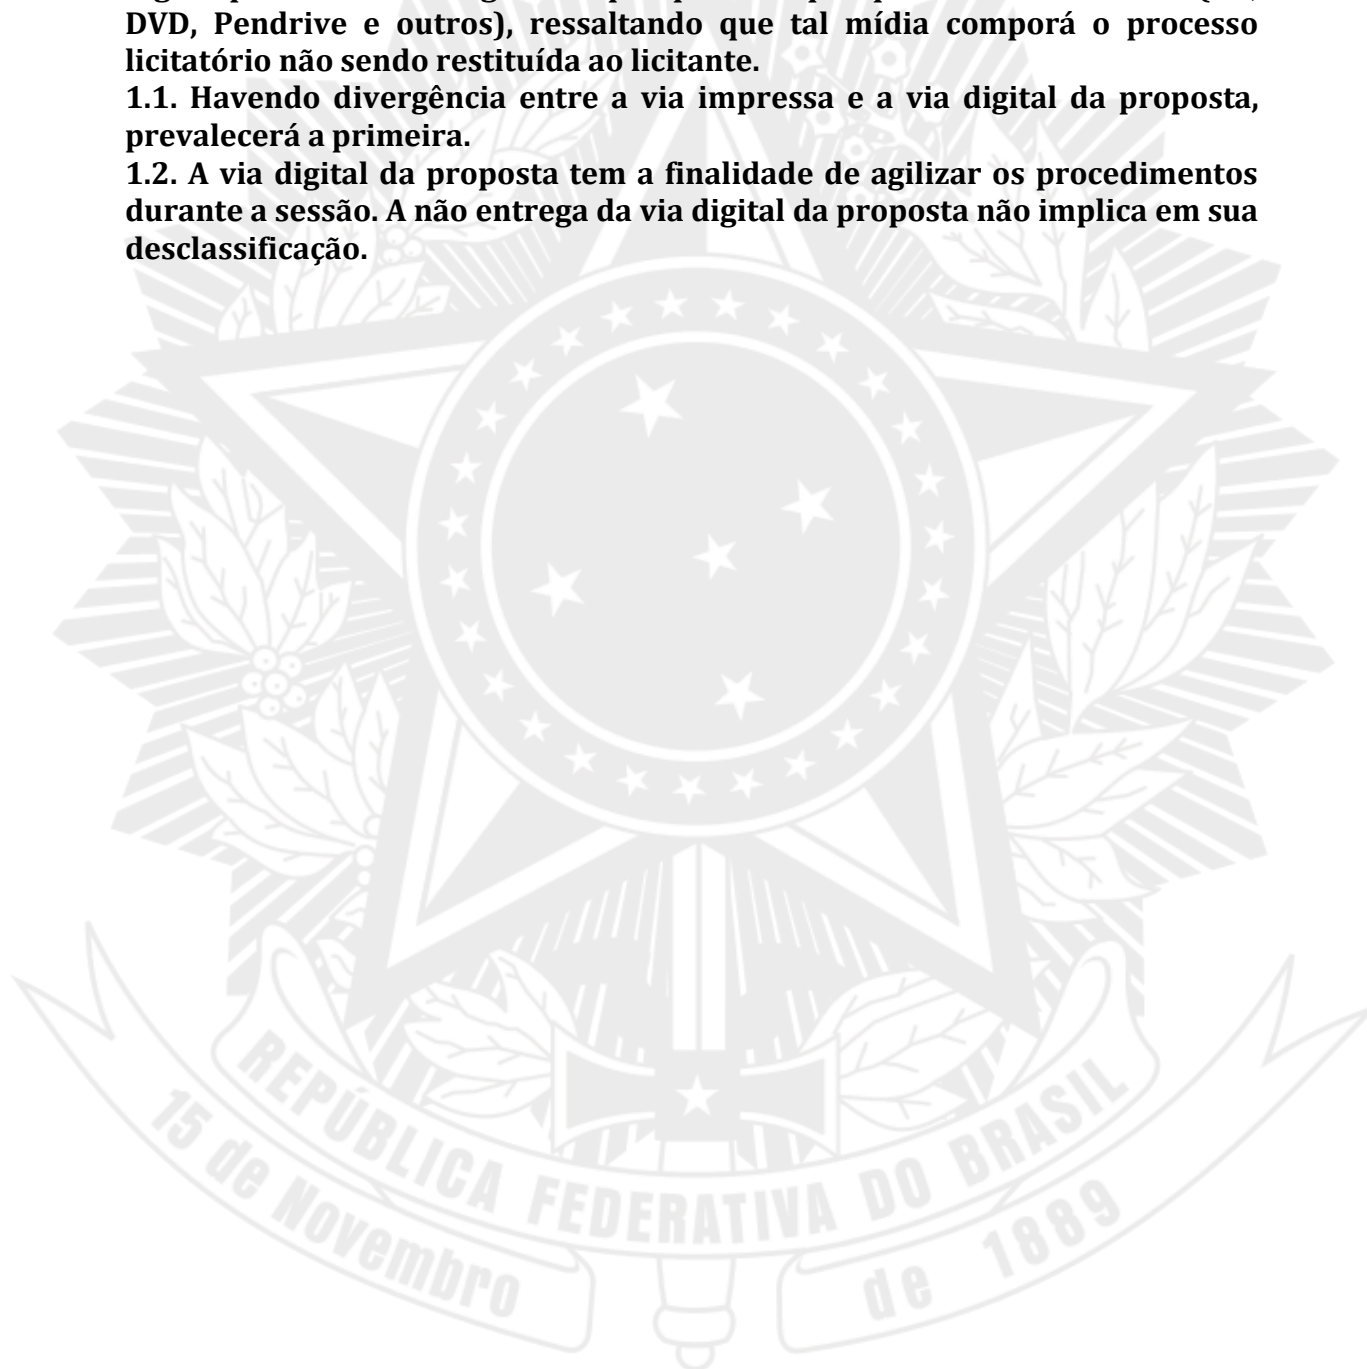 DVD, Pendrive e outros), ressaltando que tal mídia comporá o processo
licitatório não sendo restituída ao licitante.
1.1. Havendo divergência entre a via impressa e a via digital da proposta,
prevalecerá a primeira.
1.2. A via digital da proposta tem a finalidade de agilizar os procedimentos
durante a sessão. A não entrega da via digital da proposta não implica em sua
desclassificação.
REPÚBLICA FEDERATIVA DO BRASIL
15 de Novembro de 1889